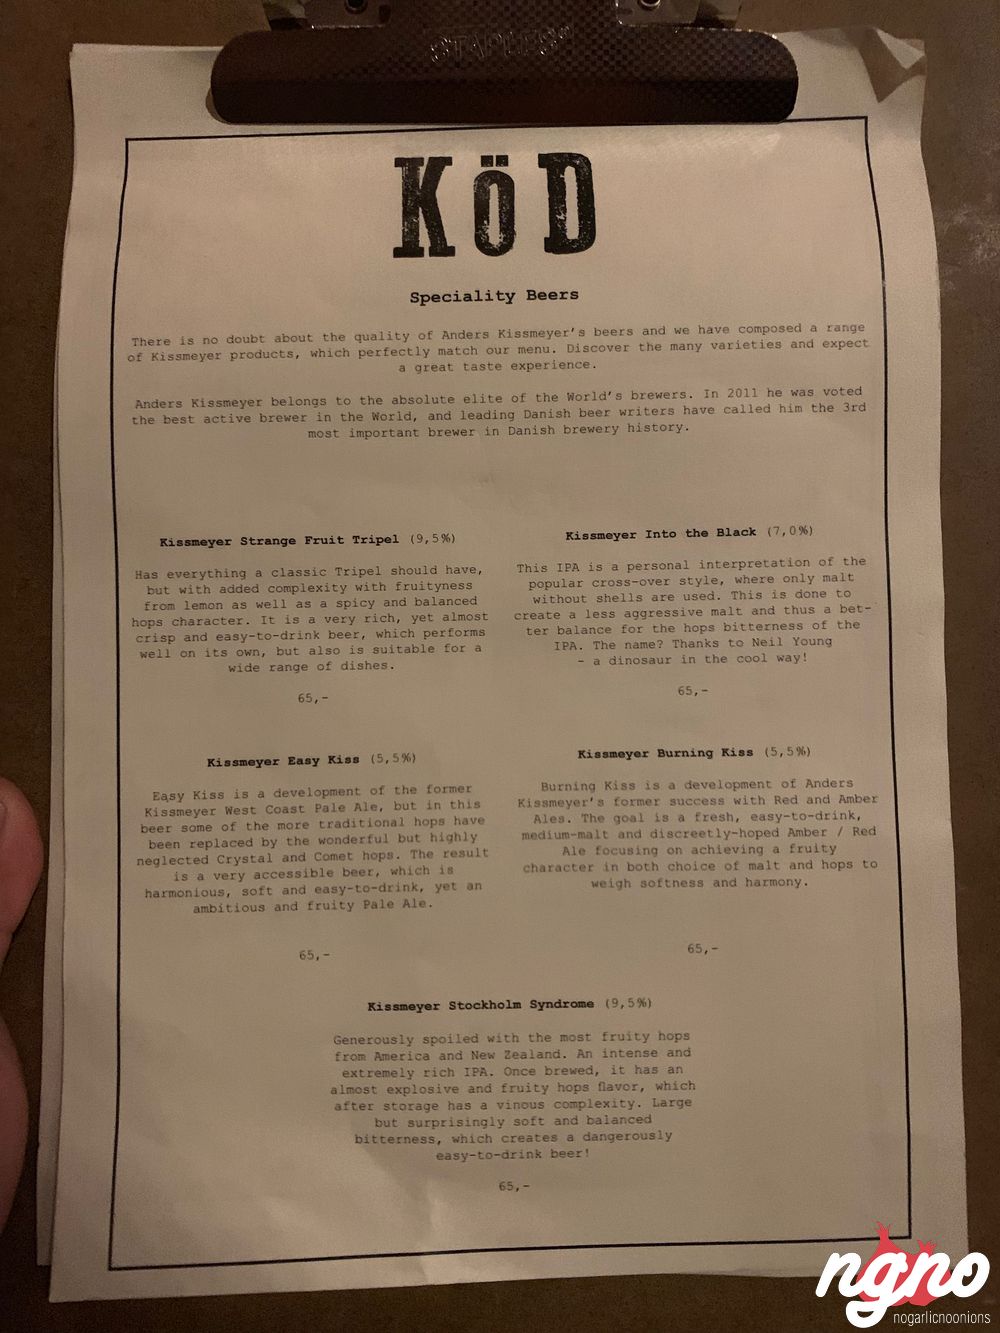 STAPLES
KöD
Speciality Beers
There is no doubt about the quality of Anders Kissmeyer's beers and we have composed a range
of Kissmeyer products, which perfectly match our menu. Discover the many varieties and expect
a great taste experience.
Anders Kissmeyer belongs to the absolute elite of the World's brewers. In 2011 he was voted
the best active brewer in the World, and leading Danish beer writers have called him the 3rd
most important brewer in Danish brewery history.
Kissmeyer Strange Fruit Tripel (9,5%)
Has everything a classic Tripel should have,
but with added complexity with fruityness
from lemon as well as a spicy and balanced
hops character. It is a very rich, yet almost
crisp and easy-to-drink beer, which performs
well on its own, but also is suitable for a
wide range of dishes.
65,-
Kissmeyer Into the Black (7,0%)
This IPA is a personal interpretation of the
popular cross-over style, where only malt
without shells are used. This is done to
create a less aggressive malt and thus a bet-
ter balance for the hops bitterness of the
IPA. The name? Thanks to Neil Young
- a dinosaur in the cool way!
65,-
Kissmeyer Easy Kiss (5,5%)
Easy Kiss is a development of the former
Kissmeyer West Coast Pale Ale, but in this
beer some of the more traditional hops have
been replaced by the wonderful but highly
neglected Crystal and Comet hops. The result
is a very accessible beer, which is
harmonious, soft and easy-to-drink, yet an
ambitious and fruity Pale Ale.
65,-
Kissmeyer Burning Kiss (5,5%)
Burning Kiss is a development of Anders
Kissmeyer's former success with Red and Amber
Ales. The goal is a fresh, easy-to-drink,
medium-malt and discreetly-hoped Amber / Red
Ale focusing on achieving a fruity
character in both choice of malt and hops to
weigh softness and harmony.
65,-
Kissmeyer Stockholm Syndrome (9,5%)
Generously spoiled with the most fruity hops
from America and New Zealand. An intense and
extremely rich IPA. Once brewed, it has an
almost explosive and fruity hops flavor, which
after storage has a vinous complexity. Large
but surprisingly soft and balanced
bitterness, which creates a dangerously
easy-to-drink beer!
65,-
ngno
nogarlicnoonions